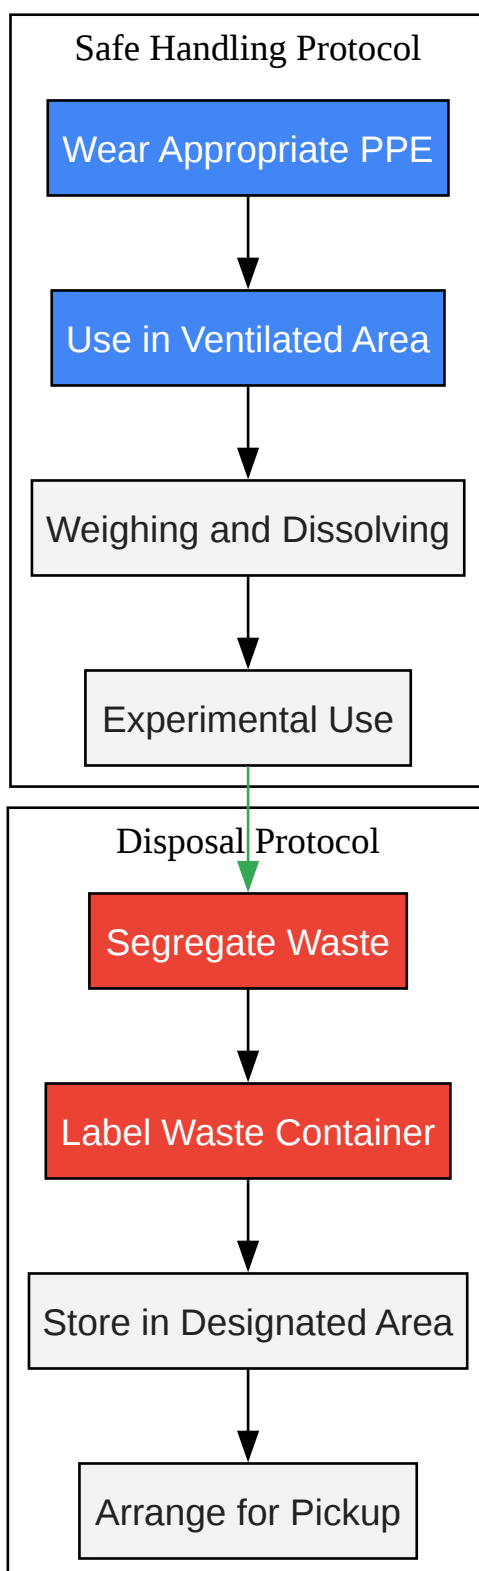 Safe Handling Protocol
Wear Appropriate PPE
Use in Ventilated Area
Weighing and Dissolving
Experimental Use
Disposal Protocol
Segregate Waste
Label Waste Container
Store in Designated Area
Arrange for Pickup